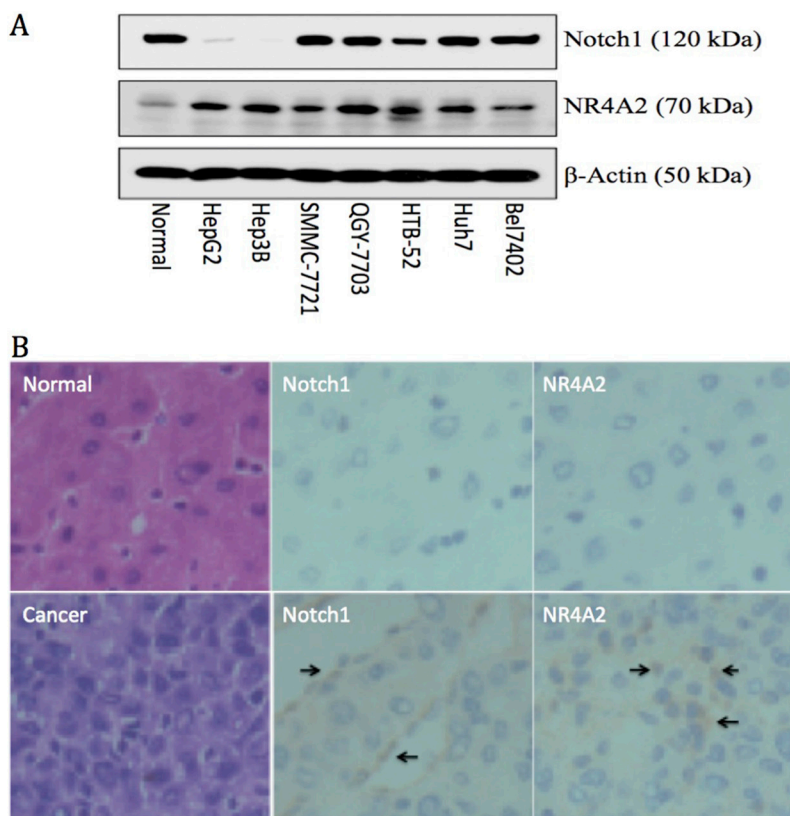 A
Notch1 (120 kDa)
NR4A2 (70 kDa)
β-Actin (50 kDa)
Normal
HepG2
Hep3B
SMMC-7721
QGY-7703
HTB-52
Huh7
Bel7402
B
Normal
Notch1
NR4A2
Cancer
Notch1
NR4A2